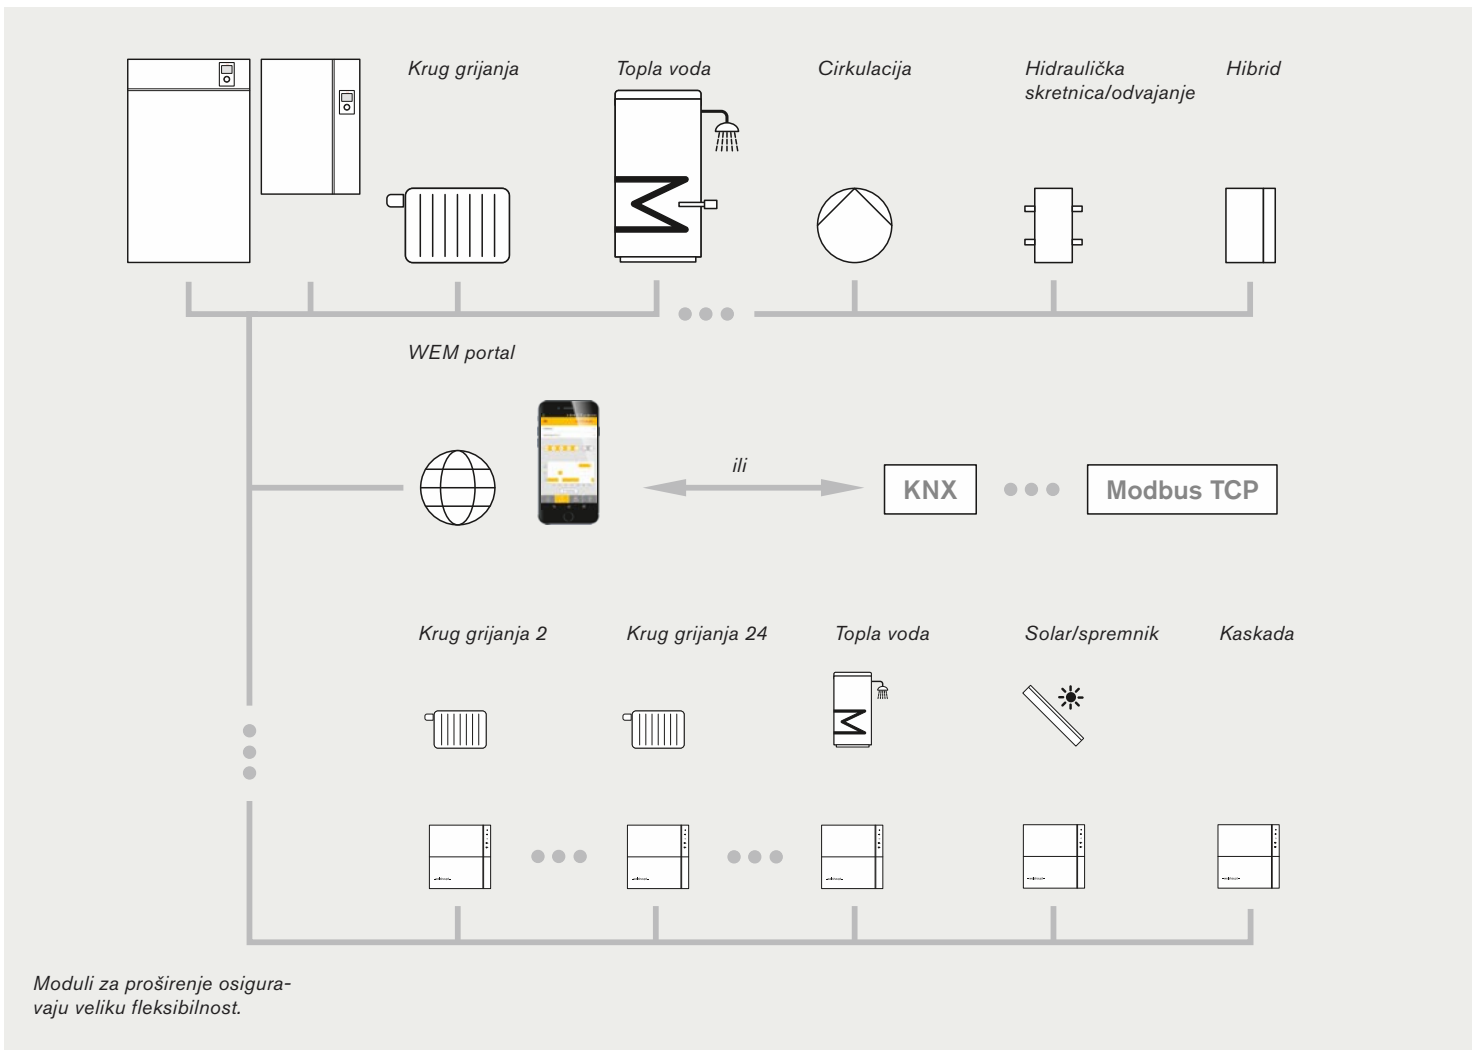 Krug grijanja
Topla voda
Cirkulacija
Hidraulička
skretnica/odvajanje
Hibrid
WEM portal
ili
KNX
Modbus TCP
Krug grijanja 2
Krug grijanja 24
Topla voda
Solar/spremnik
Kaskada
Moduli za proširenje osigura-
vaju veliku fleksibilnost.